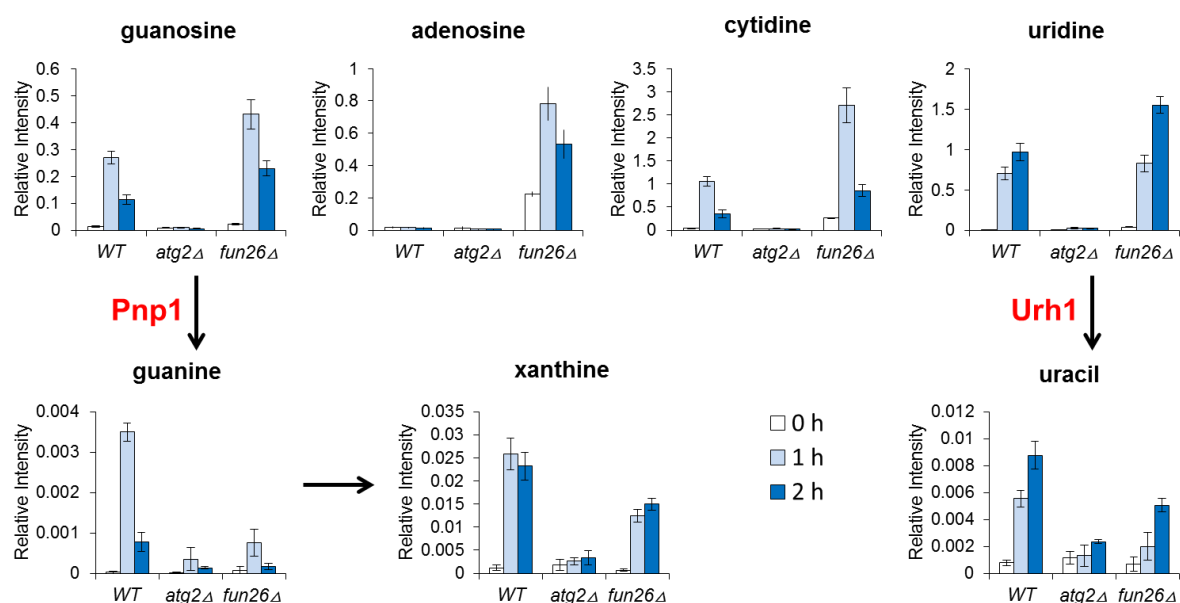 guanosine
Relative Intensity
0.6
0.5
0.4
0.3
0.2
0.1
0
WT atg2Δ fun26Δ
adenosine
Relative Intensity
1
0.8
0.6
0.4
0.2
0
WT atg2Δ fun26Δ
cytidine
Relative Intensity
3.5
3
2.5
2
1.5
1
0.5
0
WT atg2Δ fun26Δ
uridine
Relative Intensity
2
1.5
1
0.5
0
WT atg2Δ fun26Δ
Pnp1
Urh1
guanine
Relative Intensity
0.004
0.003
0.002
0.001
0
WT atg2Δ fun26Δ
xanthine
Relative Intensity
0.035
0.03
0.025
0.02
0.015
0.01
0.005
0
WT atg2Δ fun26Δ
0 h
1 h
2 h
uracil
Relative Intensity
0.012
0.01
0.008
0.006
0.004
0.002
0
WT atg2Δ fun26Δ